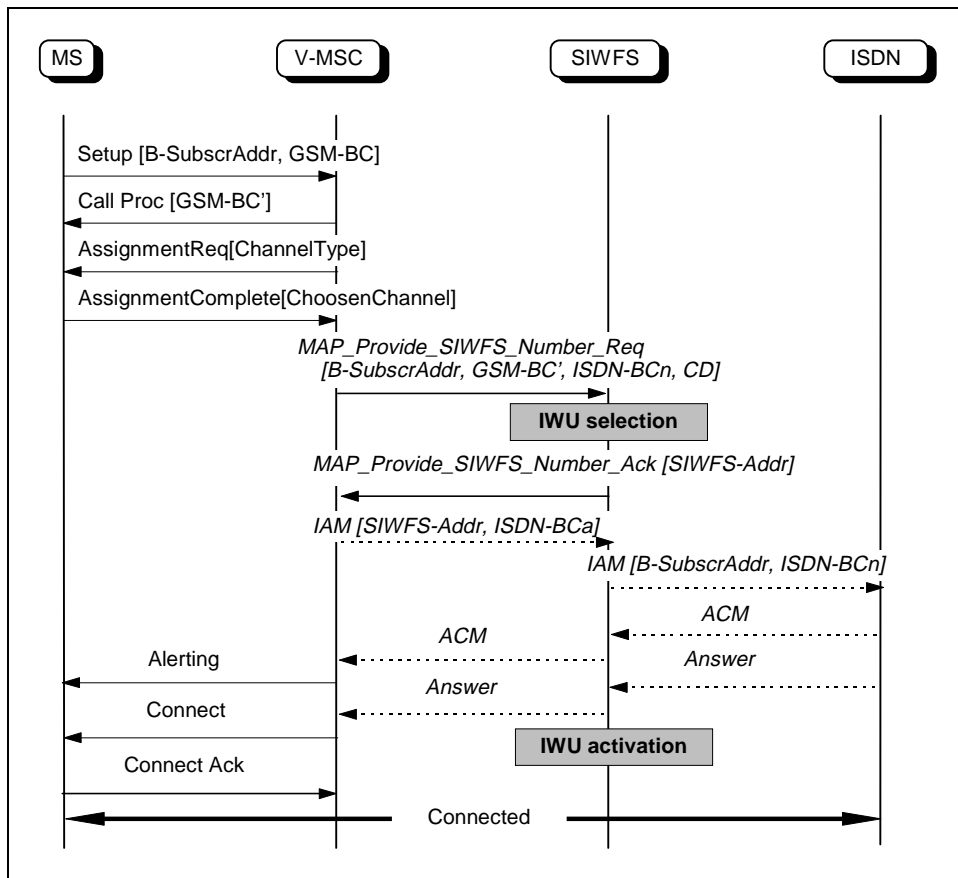 MS
V-MSC
SIWFS
ISDN
Setup [B-SubscrAddr, GSM-BC]
Call Proc [GSM-BC’]
AssignmentReq[ChannelType]
AssignmentComplete[ChoosenChannel]
MAP_Provide_SIWFS_Number_Req
[B-SubscrAddr, GSM-BC’, ISDN-BCn, CD]
IWU selection
MAP_Provide_SIWFS_Number_Ack [SIWFS-Addr]
IAM [SIWFS-Addr, ISDN-BCa]
IAM [B-SubscrAddr, ISDN-BCn]
ACM
ACM
Alerting
Answer
Answer
Connect
IWU activation
Connect Ack
Connected